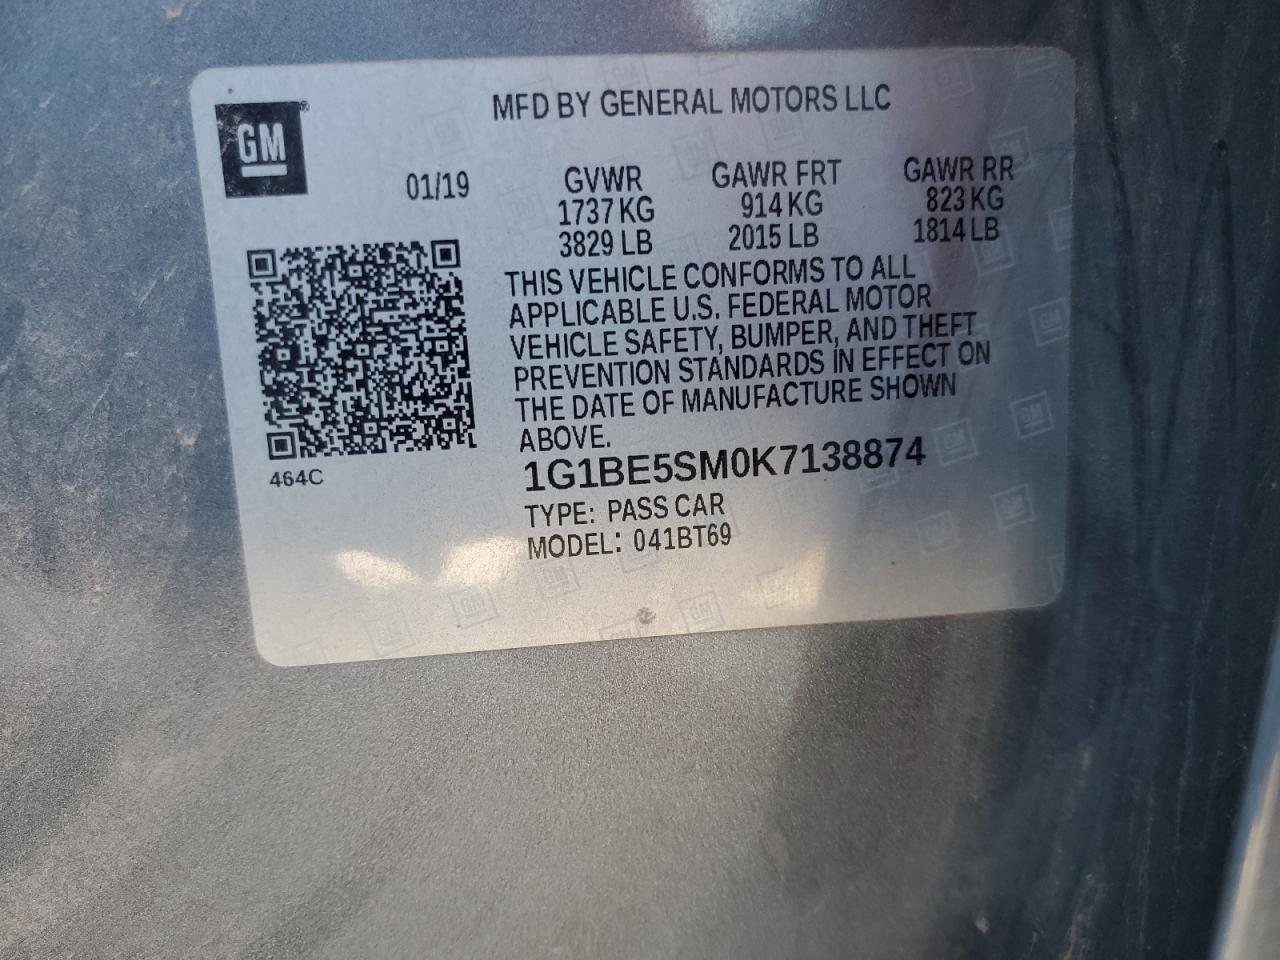 MFD BY GENERAL MOTORS LLC
GM
01/19 GVWR GAWR FRT GAWR RR
1737 KG 914 KG 823 KG
3829 LB 2015 LB 1814 LB
THIS VEHICLE CONFORMS TO ALL
APPLICABLE U.S. FEDERAL MOTOR
VEHICLE SAFETY, BUMPER, AND THEFT
PREVENTION STANDARDS IN EFFECT ON
THE DATE OF MANUFACTURE SHOWN
ABOVE.
464C
1G1BE5SM0K7138874
TYPE: PASS CAR
MODEL: 041BT69